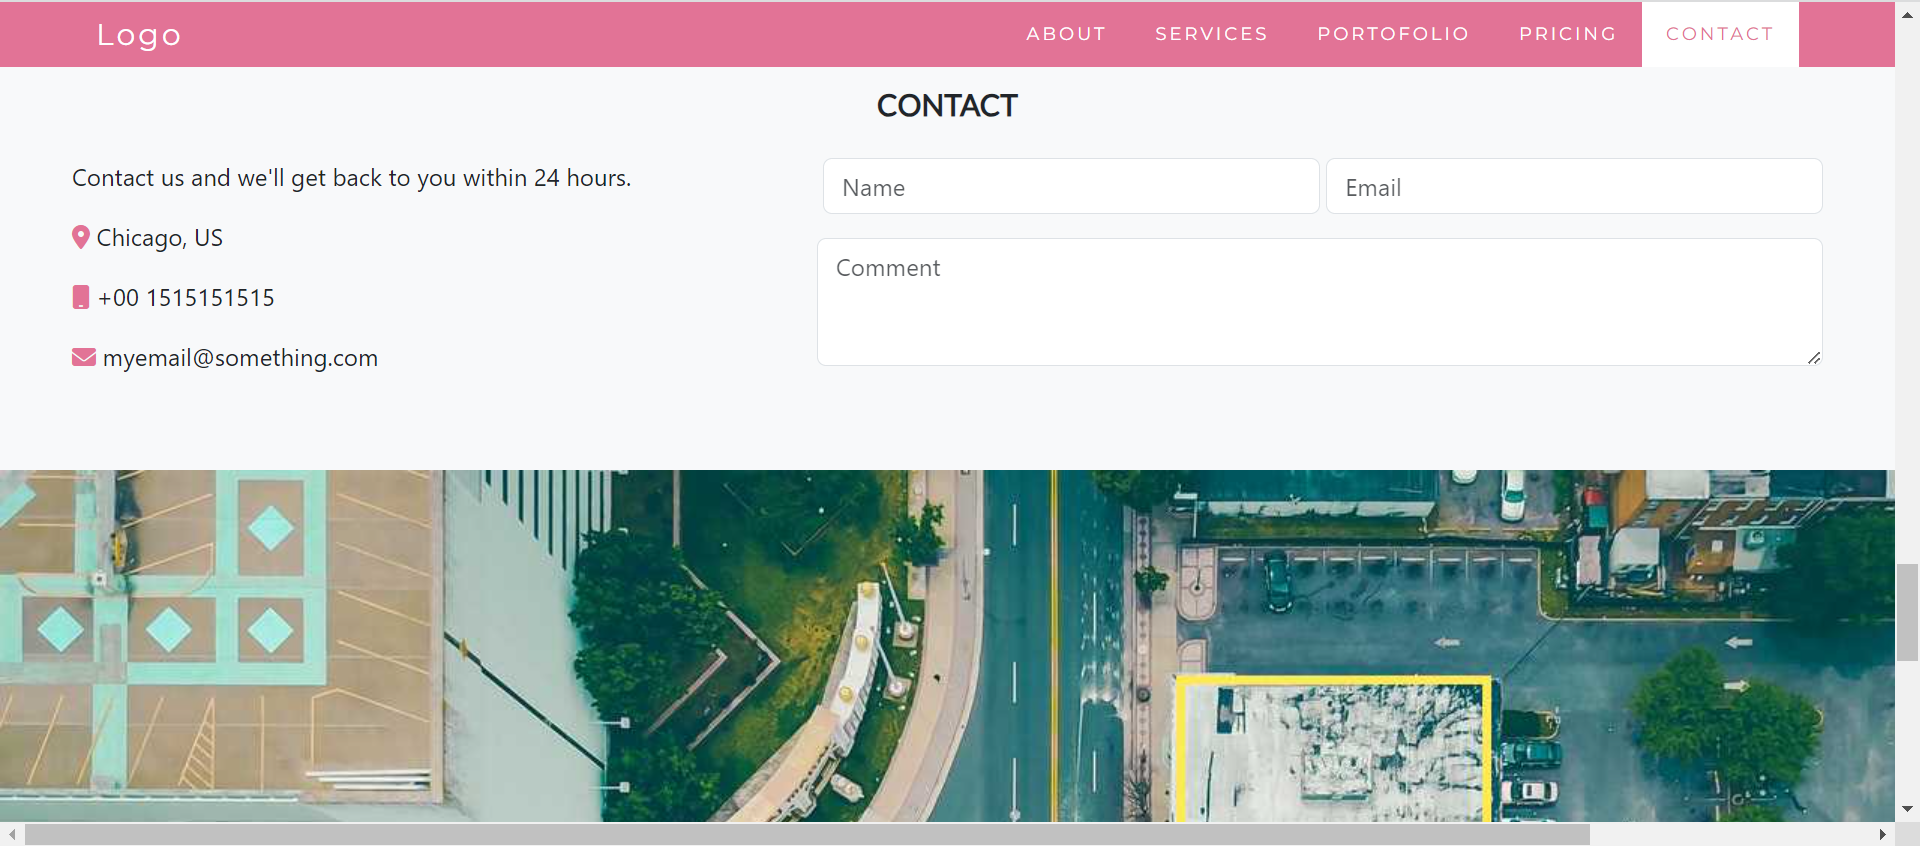 Logo
ABOUT SERVICES PORTOFOLIO PRICING CONTACT
CONTACT
Contact us and we'll get back to you within 24 hours.
Chicago, US
+00 1515151515
myemail@something.com
Name
Email
Comment